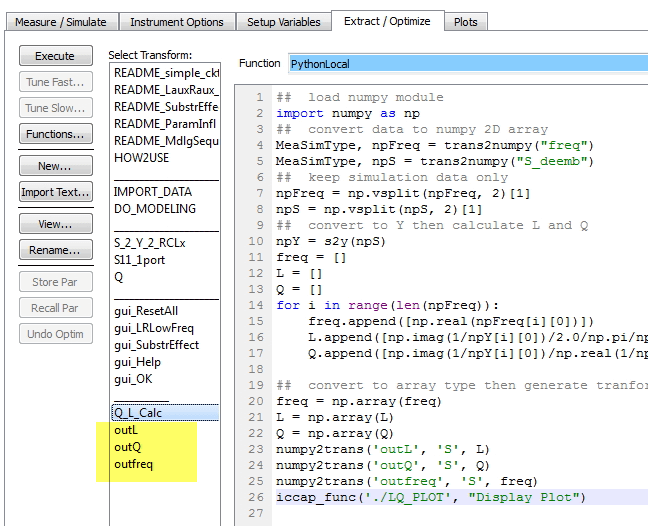 Measure / Simulate Instrument Options Setup Variables Extract / Optimize Plots
Execute
Tune Fast...
Tune Slow...
Functions...
New...
Import Text...
View...
Rename...
Store Par
Recall Par
Undo Optim
Select Transform:
README_simple_ckt
README_LauxRaux_
README_SubstrEffe
README_ParamInfl
README_MdlgSequ
HOW2USE
IMPORT_DATA
DO_MODELING
S_2_Y_2_RCLx
S11_1port
Q
gui_ResetAll
gui_LRLowFreq
gui_SubstrEffect
gui_Help
gui_OK
Q_L_Calc
outL
outQ
outfreq
Function PythonLocal
1 ## load numpy module
2 import numpy as np
3 ## convert data to numpy 2D array
4 MeaSimType, npFreq = trans2numpy("freq")
5 MeaSimType, npS = trans2numpy("S_deemb")
6 ## keep simulation data only
7 npFreq = np.vsplit(npFreq, 2)[1]
8 npS = np.vsplit(npS, 2)[1]
9 ## convert to Y then calculate L and Q
10 npY = s2y(npS)
11 freq = []
12 L = []
13 Q = []
14 for i in range(len(npFreq)):
15 freq.append([np.real(npFreq[i][0])])
16 L.append([np.imag(1/npY[i][0])/2.0/np.pi/n
17 Q.append([np.imag(1/npY[i][0])/np.real(1/n
18
19 ## convert to array type then generate tranfor
20 freq = np.array(freq)
21 L = np.array(L)
22 Q = np.array(Q)
23 numpy2trans('outL', 'S', L)
24 numpy2trans('outQ', 'S', Q)
25 numpy2trans('outfreq', 'S', freq)
26 iccap_func('./LQ_PLOT', "Display Plot")
27